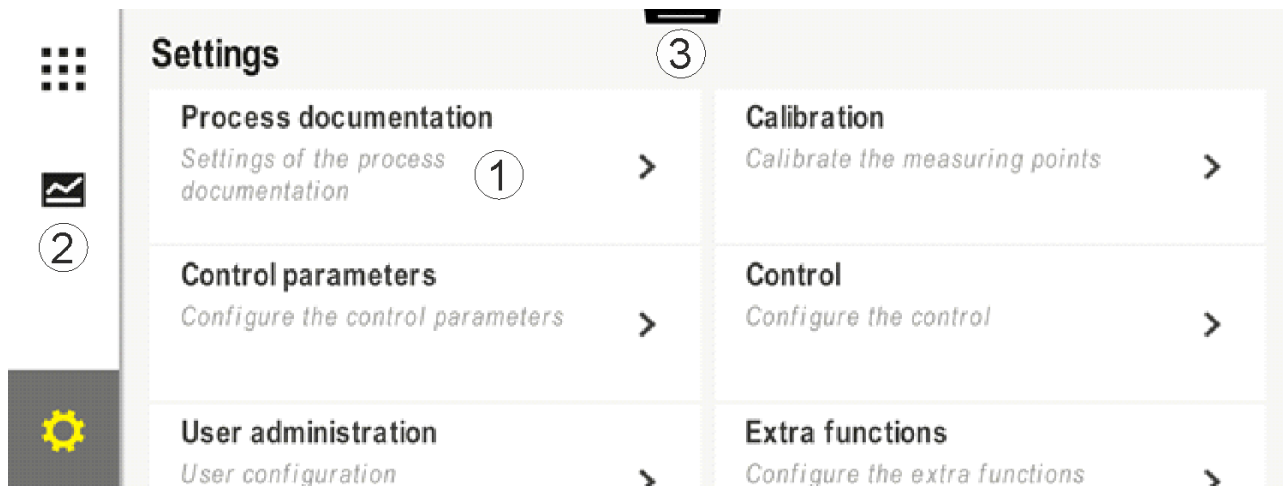 Settings
③
Process documentation
Settings of the process
documentation
①
Calibration
Calibrate the measuring points
②
Control parameters
Configure the control parameters
Control
Configure the control
User administration
User configuration
Extra functions
Configure the extra functions